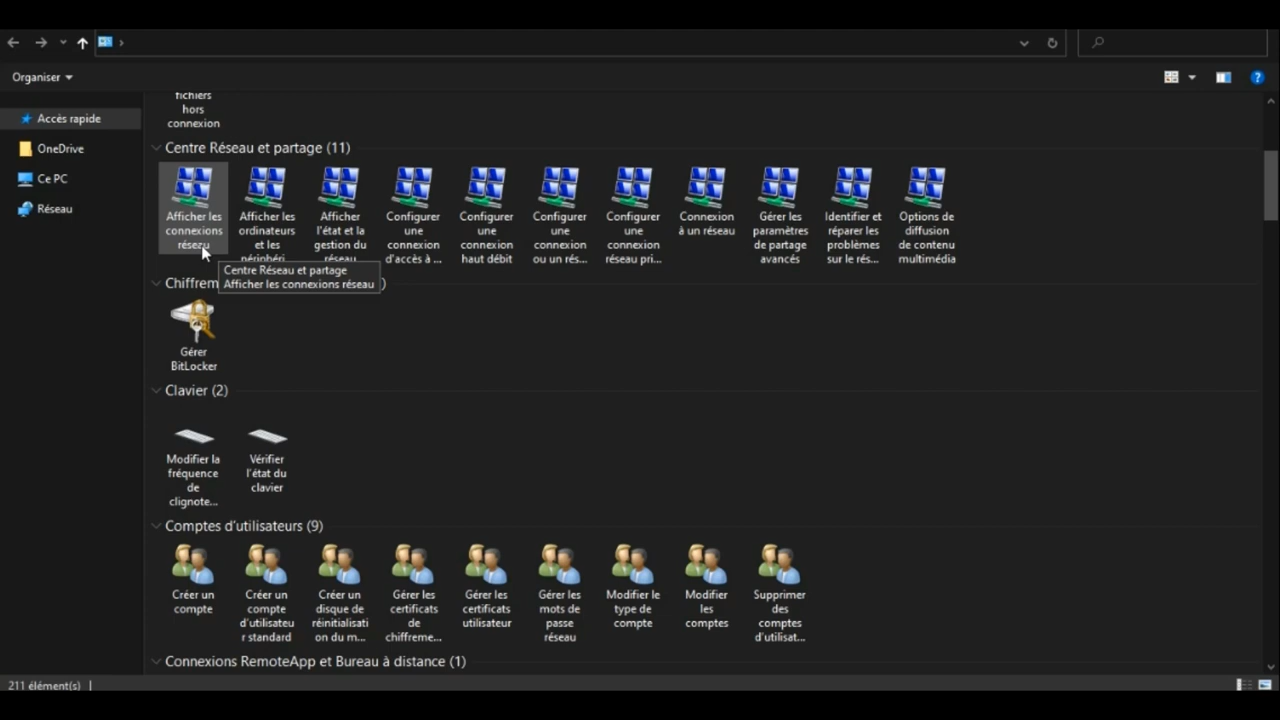 Organiser
Accès rapide
OneDrive
Ce PC
Réseau
fichiers
hors
connexion
Centre Réseau et partage (11)
Afficher les
connexions
réseau
Afficher les
ordinateurs
et les
périphéri...
Afficher
l'état et la
gestion du
réseau
Configurer
une
connexion
d'accès à ...
Configurer
une
connexion
haut débit
Configurer
une
connexion
ou un rés...
Configurer
une
connexion
réseau pri...
Connexion
à un réseau
Gérer les
paramètres
de partage
avancés
Identifier et
réparer les
problèmes
sur le rés...
Options de
diffusion
de contenu
multimédia
Centre Réseau et partage
Afficher les connexions réseau
Chiffrem
)
Gérer
BitLocker
Clavier (2)
Modifier la
fréquence
de
clignote...
Vérifier
l'état du
clavier
Comptes d'utilisateurs (9)
Créer un
compte
Créer un
compte
d'utilisateu
r standard
Créer un
disque de
réinitialisati
on du m...
Gérer les
certificats
de
chiffreme...
Gérer les
certificats
utilisateur
Gérer les
mots de
passe
réseau
Modifier le
type de
compte
Modifier
les
comptes
Supprimer
des
comptes
d'utilisat...
Connexions RemoteApp et Bureau à distance (1)
211 élément(s)